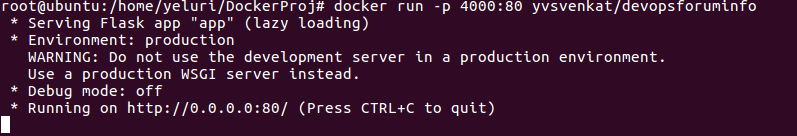 root@ubuntu:/home/yeluri/DockerProj# docker run -p 4000:80 yvsvenkat/devopsforuminfo
 * Serving Flask app "app" (lazy loading)
 * Environment: production
   WARNING: Do not use the development server in a production environment.
   Use a production WSGI server instead.
 * Debug mode: off
 * Running on http://0.0.0.0:80/ (Press CTRL+C to quit)